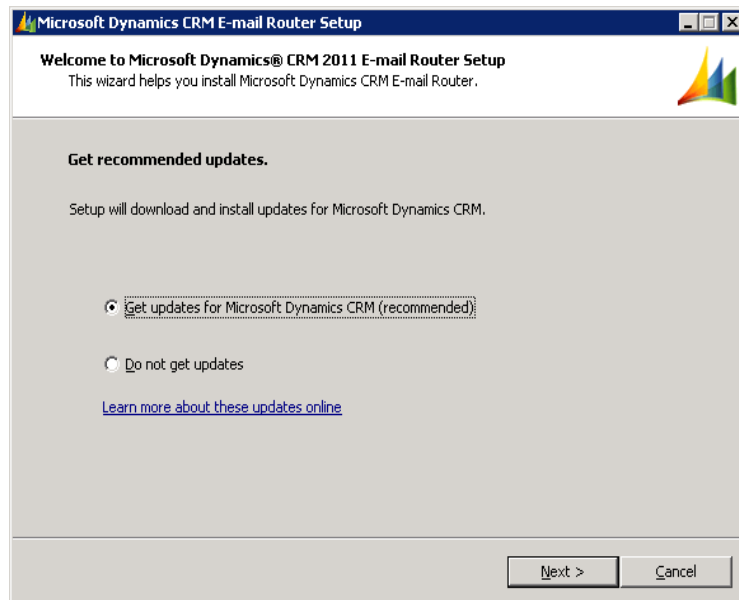 Microsoft Dynamics CRM E-mail Router Setup
Welcome to Microsoft Dynamics® CRM 2011 E-mail Router Setup
This wizard helps you install Microsoft Dynamics CRM E-mail Router.
Get recommended updates.
Setup will download and install updates for Microsoft Dynamics CRM.
Get updates for Microsoft Dynamics CRM (recommended)
Do not get updates
Learn more about these updates online
Next > Cancel